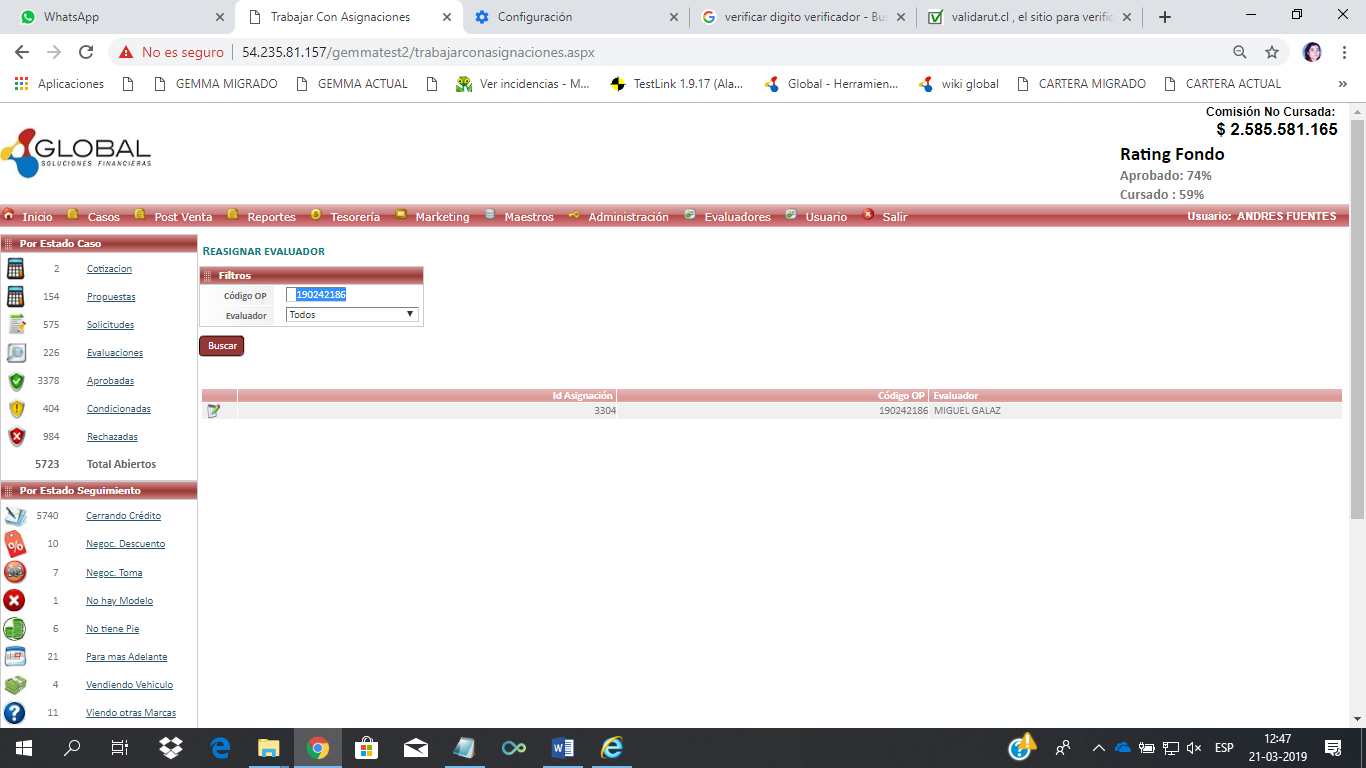 WhatsApp
Trabajar Con Asignaciones
Configuración
verificar digito verificador - Bus
validarut.cl , el sitio para verific
No es seguro
54.235.81.157/gemmatest2/trabajarconasignaciones.aspx
Aplicaciones
GEMMA MIGRADO
GEMMA ACTUAL
Ver incidencias - M...
TestLink 1.9.17 (Ala...
Global - Herramien...
wiki global
CARTERA MIGRADO
CARTERA ACTUAL
»
Comisión No Cursada:
$ 2.585.581.165
GLOBAL
SOLUCIONES FINANCIERAS
Rating Fondo
Aprobado: 74%
Cursado : 59%
Inicio Casos Post Venta Reportes Tesorería Marketing Maestros Administración Evaluadores Usuario Salir Usuario: ANDRES FUENTES
Por Estado Caso
2 Cotizacion
154 Propuestas
575 Solicitudes
226 Evaluaciones
3378 Aprobadas
404 Condicionadas
984 Rechazadas
5723 Total Abiertos
Por Estado Seguimiento
5740 Cerrando Crédito
10 Negoc. Descuento
7 Negoc. Toma
1 No hay Modelo
6 No tiene Pie
21 Para mas Adelante
4 Vendiendo Vehiculo
11 Viendo otras Marcas
REASIGNAR EVALUADOR
Filtros
Código OP 190242186
Evaluador Todos
Buscar
Id Asignación Código OP Evaluador
3304 190242186 MIGUEL GALAZ
ESP
12:47
21-03-2019